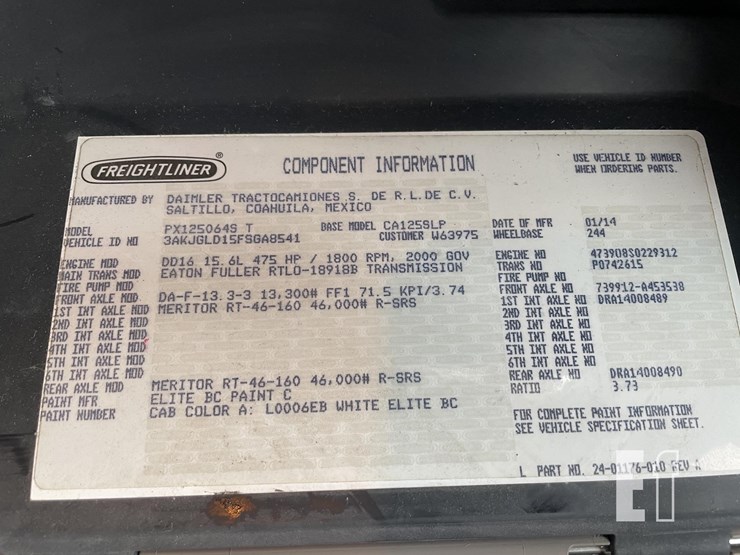 FREIGHTLINER ®
COMPONENT INFORMATION
USE VEHICLE ID NUMBER
WHEN ORDERING PARTS.
MANUFACTURED BY DAIMLER TRACTOCAMIONES S. DE R.L.DE C.V.
SALTILLO, COAHUILA, MEXICO
MODEL PX125064S T BASE MODEL CA125SLP DATE OF MFR 01/14
VEHICLE ID NO 3AKJGLD15FSGA8541 CUSTOMER W63975 WHEELBASE 244
ENGINE MOD DD16 15.6L 475 HP / 1800 RPM, 2000 GOV ENGINE NO 473908S0229312
MAIN TRANS MOD EATON FULLER RTLO-18918B TRANSMISSION TRANS NO P0742615
FIRE PUMP MOD FIRE PUMP NO
FRONT AXLE MOD DA-F-13.3-3 13,300# FF1 71.5 KPI/3.74 FRONT AXLE NO 739912-A453538
1ST INT AXLE MOD MERITOR RT-46-160 46,000# R-SRS 1ST INT AXLE NO DRA14008489
2ND INT AXLE MOD 2ND INT AXLE NO
3RD INT AXLE MOD 3RD INT AXLE NO
4TH INT AXLE MOD 4TH INT AXLE NO
5TH INT AXLE MOD 5TH INT AXLE NO
6TH INT AXLE MOD 6TH INT AXLE NO
REAR AXLE MOD MERITOR RT-46-160 46,000# R-SRS REAR AXLE NO DRA14008490
PAINT MFR ELITE BC PAINT C RATIO 3.73
PAINT NUMBER CAB COLOR A: L0006EB WHITE ELITE BC
FOR COMPLETE PAINT INFORMATION
SEE VEHICLE SPECIFICATION SHEET.
L PART NO. 24-01176-010 REV A
E1